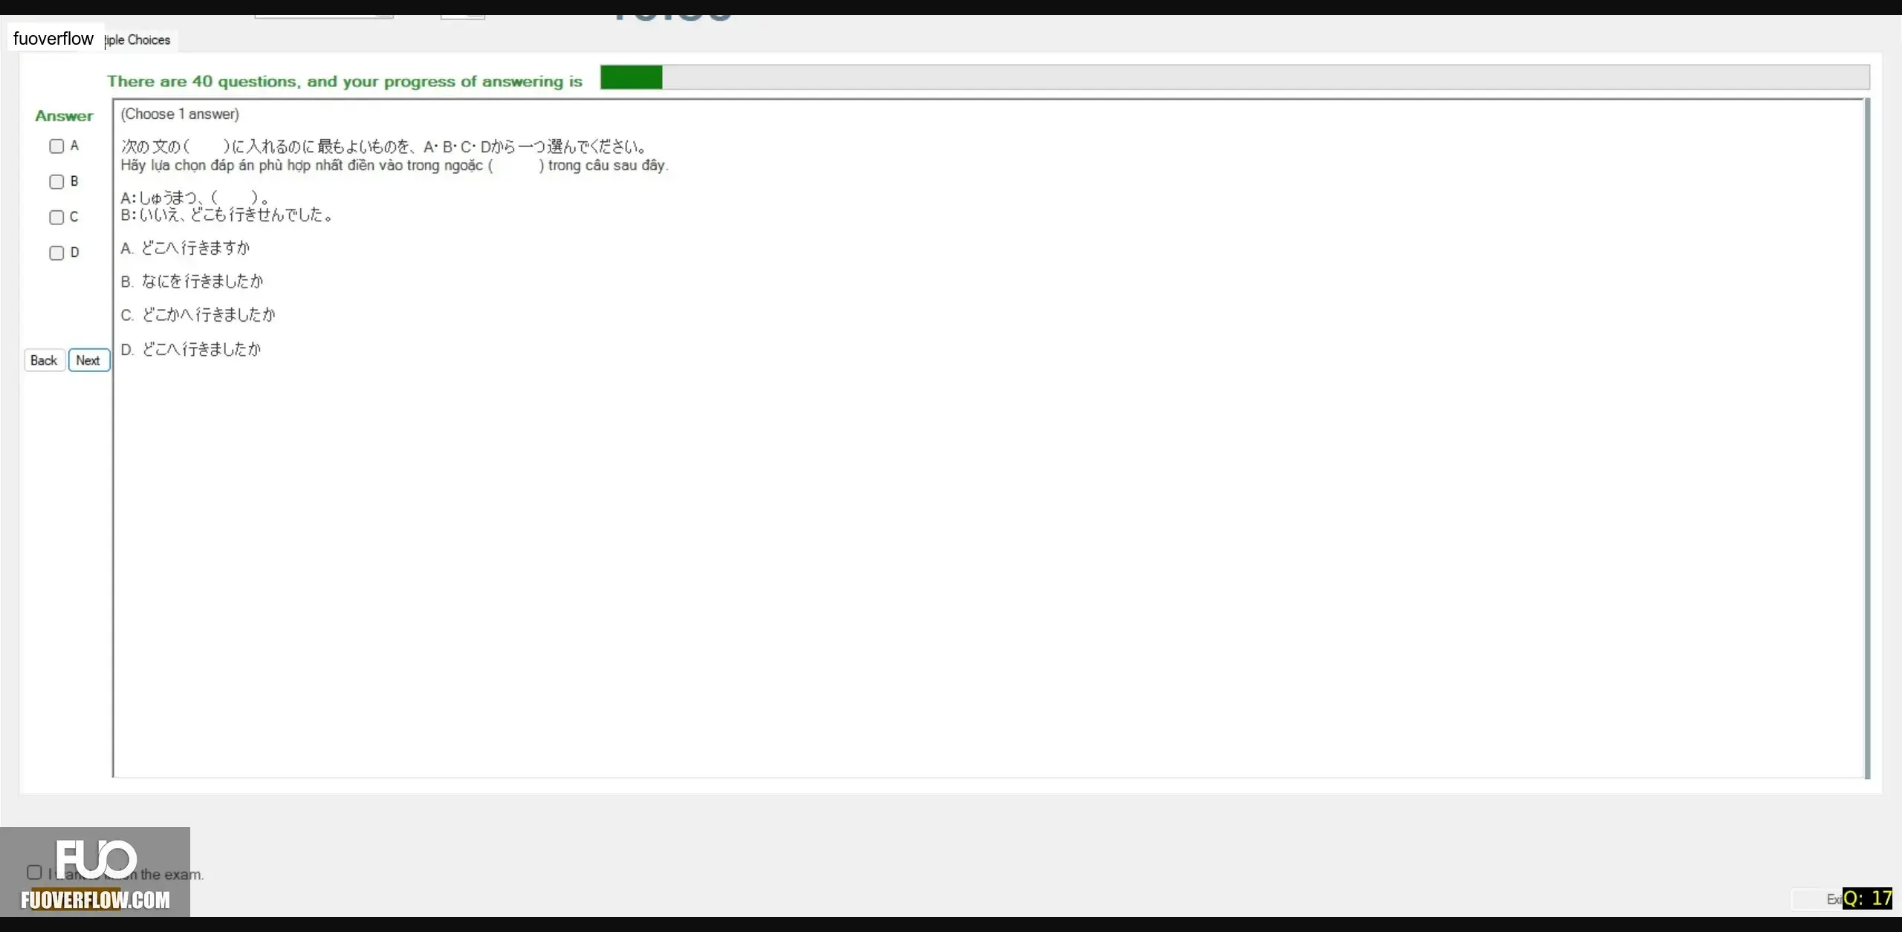 fuoverflow
iple Choices
There are 40 questions, and your progress of answering is
Answer
(Choose 1 answer)
A
次の文の(　　)に入れるのに最もよいものを、A・B・C・Dから一つ選んでください。
Hãy lựa chọn đáp án phù hợp nhất điền vào trong ngoặc (　　) trong câu sau đây.
B
A:しゅうまつ、(　　)。
C
B:いいえ、どこも行きせんでした。
D
A. どこへ行きますか
B. なにを行きましたか
C. どこかへ行きましたか
D. どこへ行きましたか
Back Next
FUO
the exam.
FUOVERFLOW.COM
Q: 17